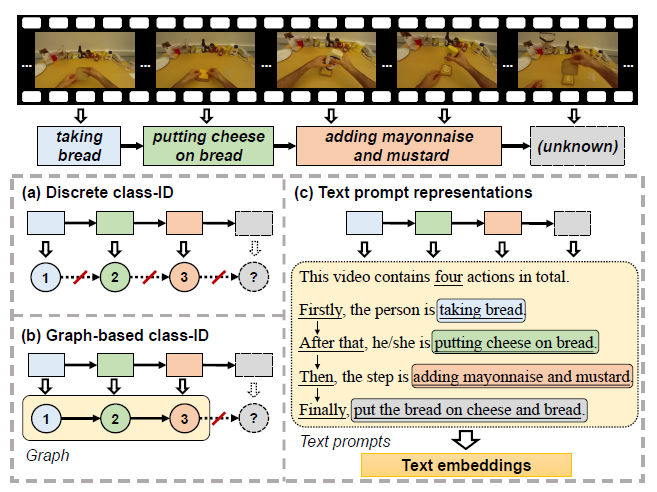 ... ... ... ... ... ...
taking
bread
putting cheese
on bread
adding mayonnaise
and mustard
(unknown)
(a) Discrete class-ID
1 2 3 ?
(b) Graph-based class-ID
1 2 3 ?
Graph
(c) Text prompt representations
This video contains four actions in total.
Firstly, the person is taking bread.
After that, he/she is putting cheese on bread.
Then, the step is adding mayonnaise and mustard.
Finally, put the bread on cheese and bread.
Text prompts
Text embeddings